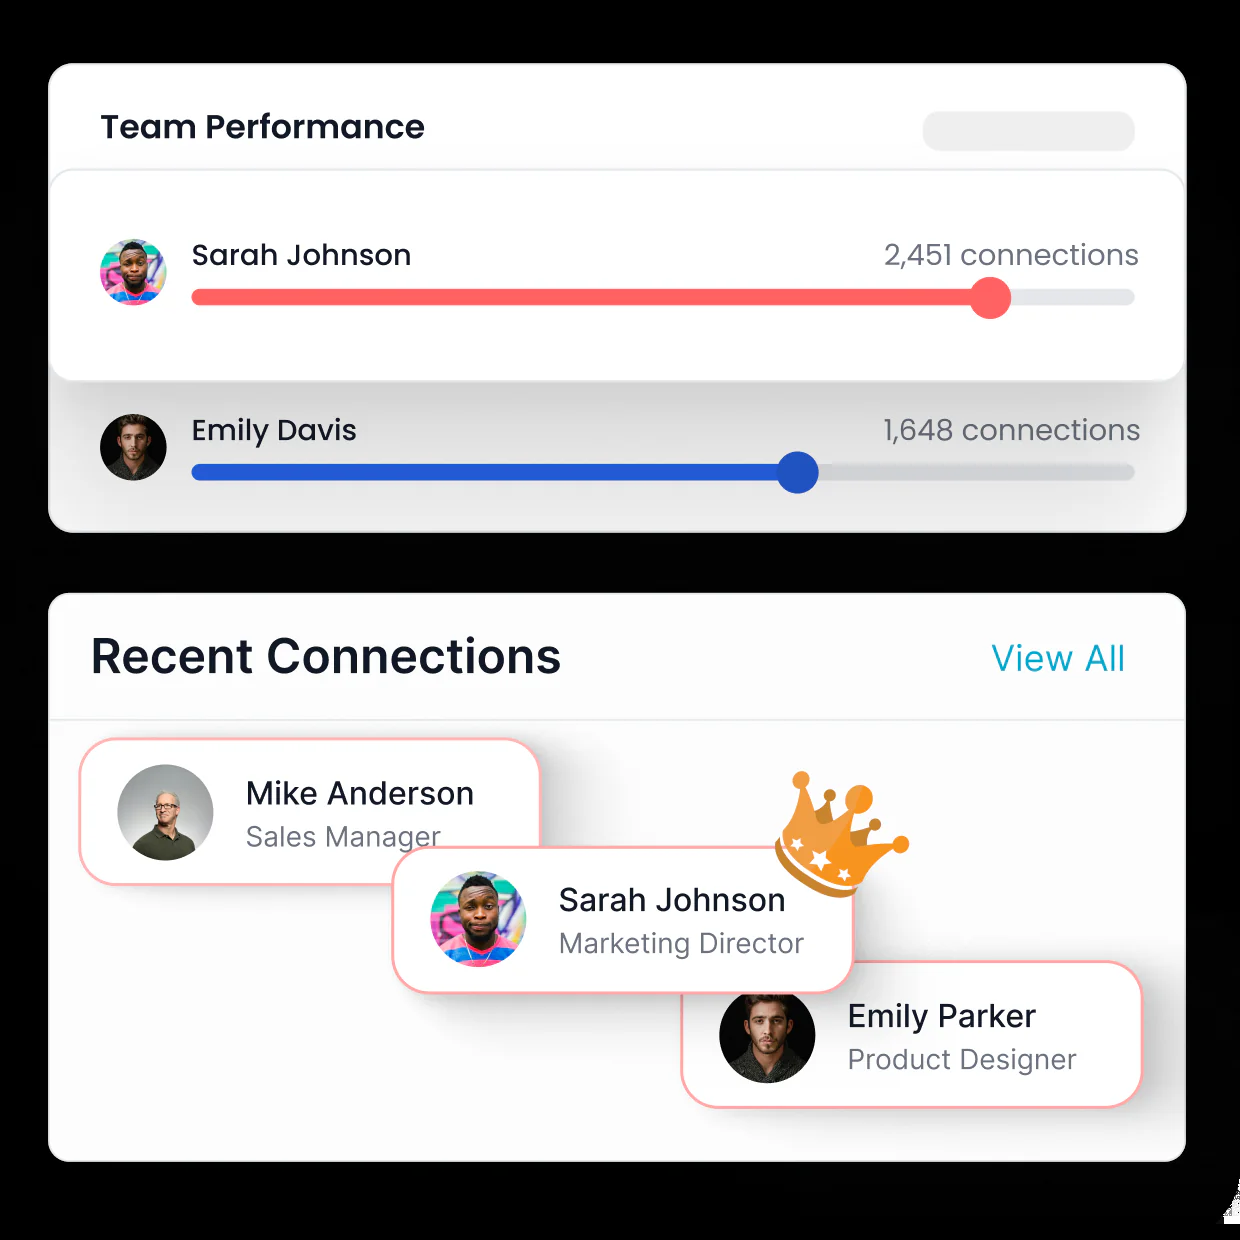 Team Performance
Sarah Johnson
2,451 connections
Emily Davis
1,648 connections
Recent Connections
View All
Mike Anderson
Sales Manager
Sarah Johnson
Marketing Director
Emily Parker
Product Designer